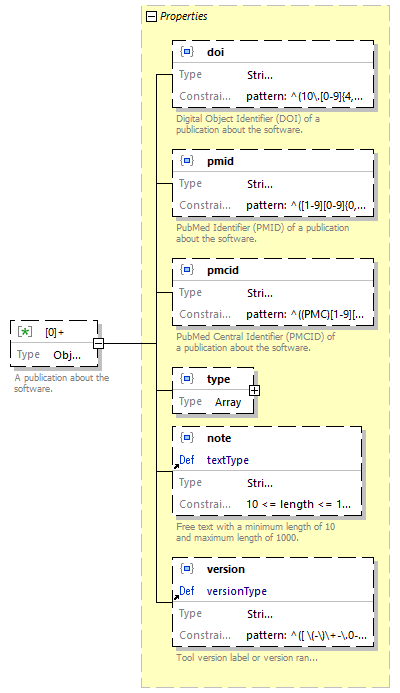 Properties
doi
Type Stri...
Constrai... pattern: ^(10\.[0-9]{4,...
Digital Object Identifier (DOI) of a
publication about the software.
pmid
Type Stri...
Constrai... pattern: ^([1-9][0-9]{0,...
PubMed Identifier (PMID) of a publication
about the software.
pmcid
Type Stri...
Constrai... pattern: ^((PMC)[1-9][...
PubMed Central Identifier (PMCID) of
a publication about the software.
[0]+
Type Obj...
A publication about the
software.
type
Type Array
note
Def textType
Type Stri...
Constrai... 10 <= length <= 1...
Free text with a minimum length of 10
and maximum length of 1000.
version
Def versionType
Type Stri...
Constrai... pattern: ^([ \(-\)\+-\.0-...
Tool version label or version ran...